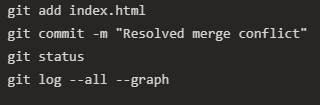 git add index.html
git commit -m "Resolved merge conflict"
git status
git log --all --graph